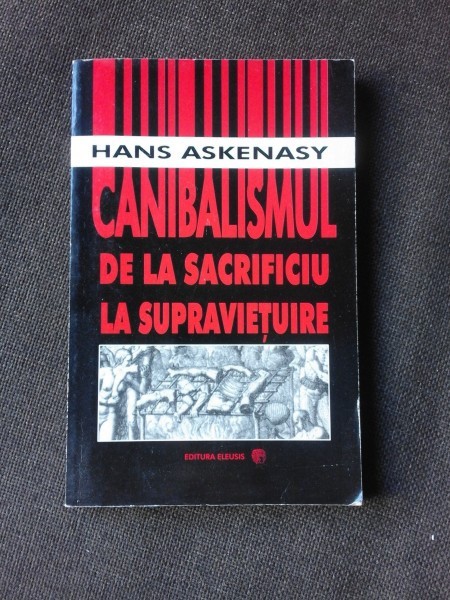 HANS ASKENASY
CANIBALISMUL
DE LA SACRIFICIU
LA SUPRAVIEȚUIRE
EDITURA ELEUSIS